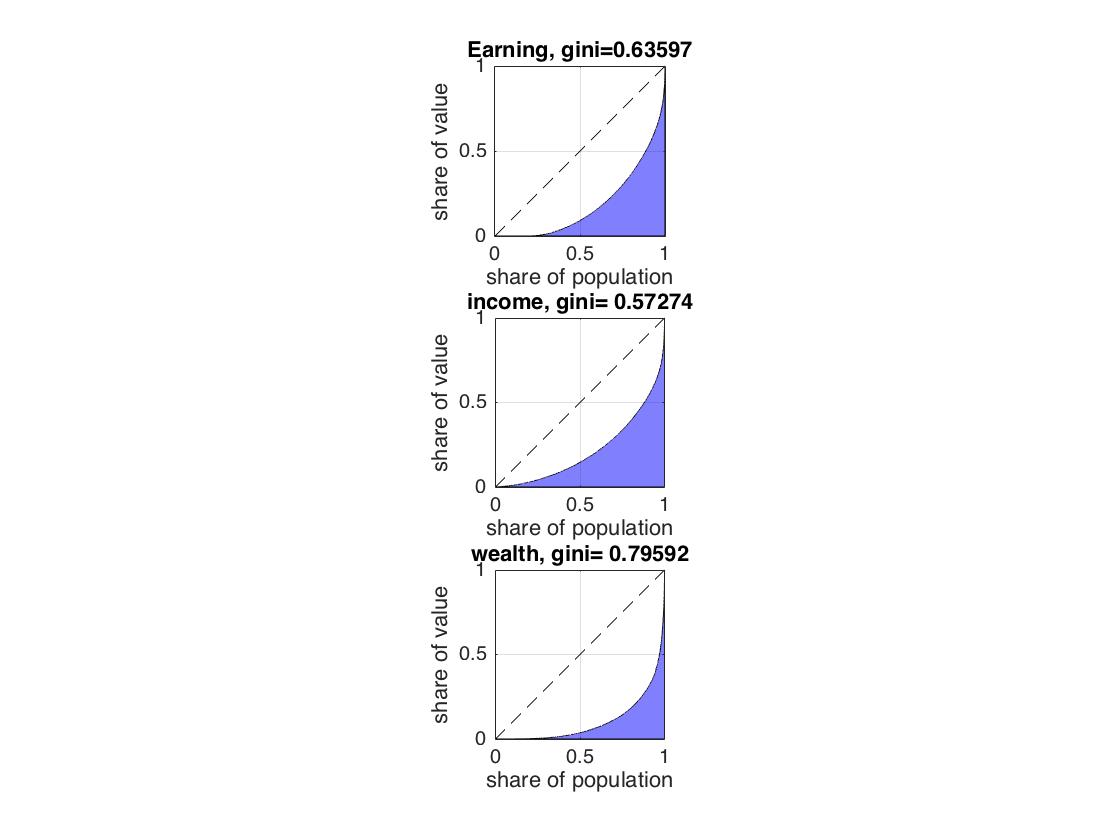 Earning, gini=0.63597
1
share of value
0.5
0
0 0.5 1
share of population
income, gini= 0.57274
1
share of value
0.5
0
0 0.5 1
share of population
wealth, gini= 0.79592
1
share of value
0.5
0
0 0.5 1
share of population